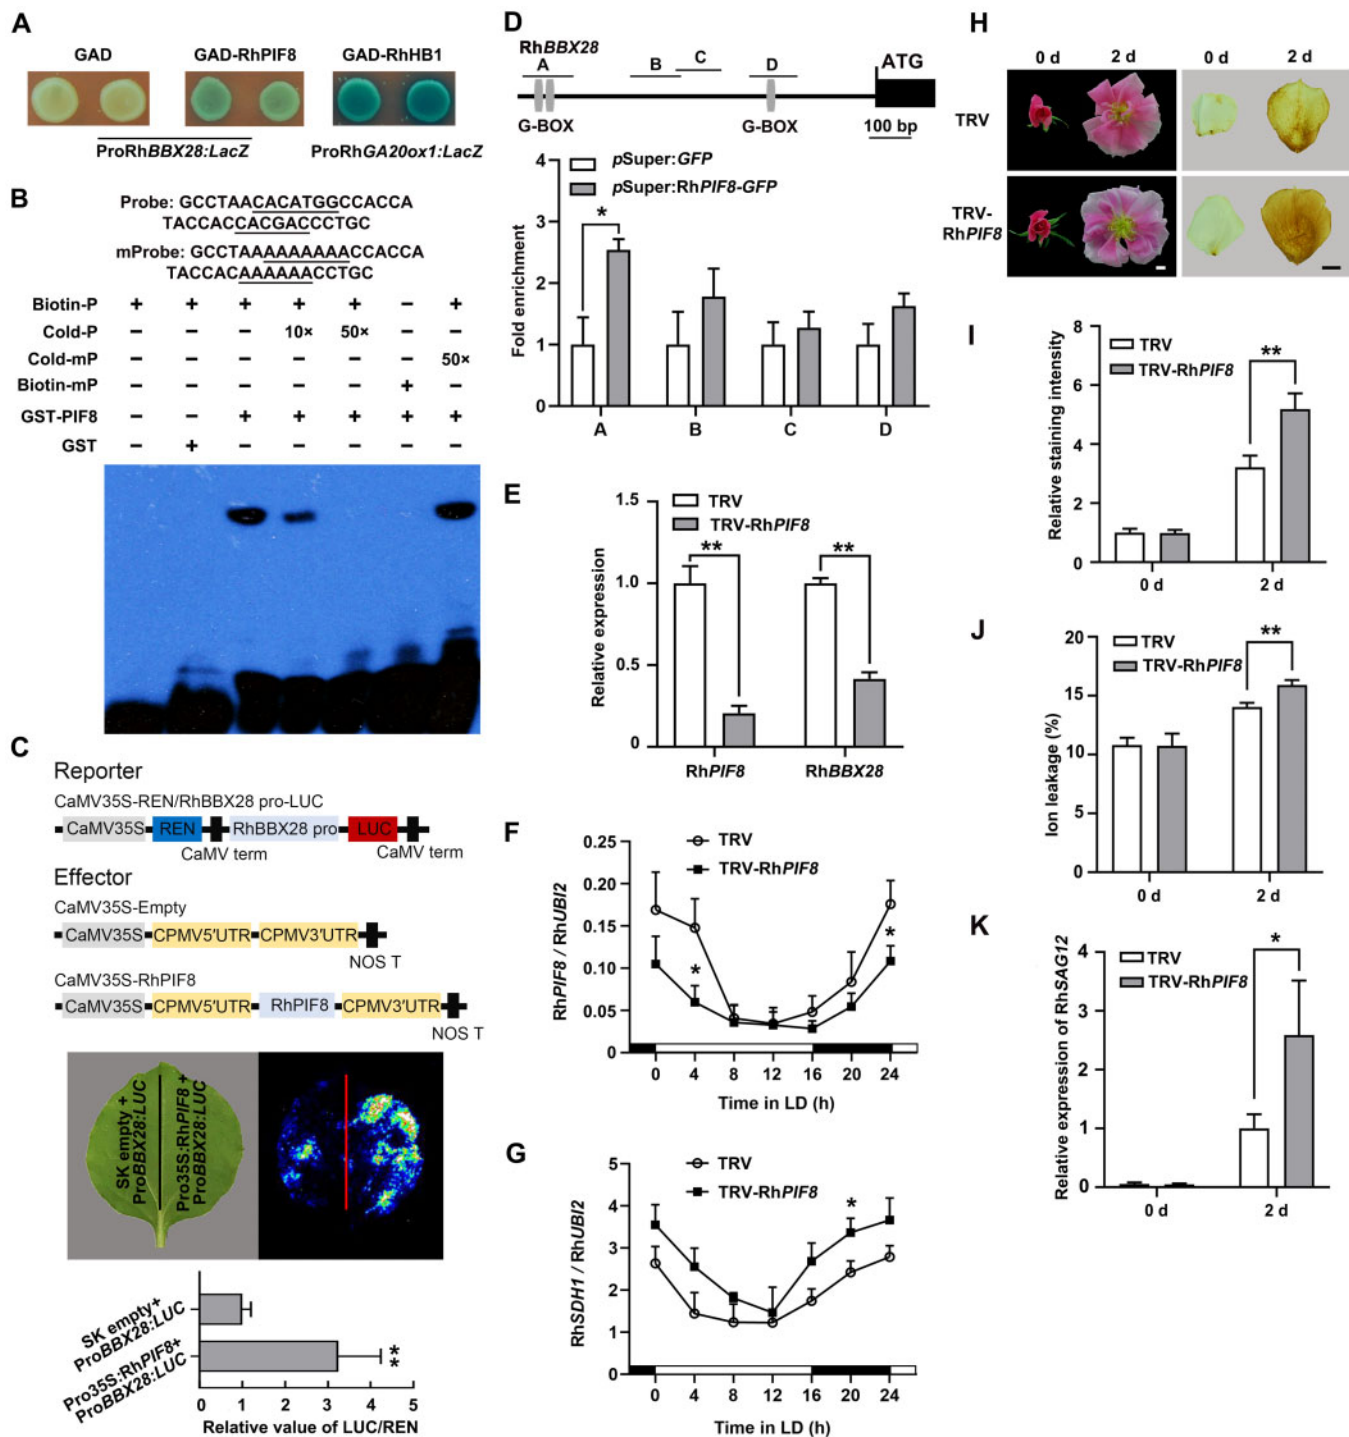 A
GAD GAD-RhPIF8 GAD-RhHB1
ProRhBBX28:LacZ ProRhGA20ox1:LacZ
B
Probe: GCCTAACACATGGCCACCA
TACCACCACGACCCTGC
mProbe: GCCTAAAAAAAAACCACCA
TACCACAAAAAACCTGC
Biotin-P + + + + + − +
Cold-P − − − 10× 50× − −
Cold-mP − − − − − − 50×
Biotin-mP − − − − − + −
GST-PIF8 − − + + + + +
GST − + − − − − −
C
Reporter
CaMV35S-REN/RhBBX28 pro-LUC
CaMV35S REN RhBBX28 pro LUC
CaMV term CaMV term
Effector
CaMV35S-Empty
CaMV35S CPMV5'UTR CPMV3'UTR
NOS T
CaMV35S-RhPIF8
CaMV35S CPMV5'UTR RhPIF8 CPMV3'UTR
NOS T
SK empty +
ProBBX28:LUC
Pro35S:RhPIF8 +
ProBBX28:LUC
SK empty+
ProBBX28:LUC
Pro35S:RhPIF8+
ProBBX28:LUC
**
0 1 2 3 4 5
Relative value of LUC/REN
D
RhBBX28
A B C D ATG
G-BOX G-BOX 100 bp
pSuper:GFP
pSuper:RhPIF8-GFP
*
Fold enrichment
4
3
2
1
0
A B C D
E
TRV
TRV-RhPIF8
** **
Relative expression
1.5
1.0
0.5
0
RhPIF8 RhBBX28
F
TRV
TRV-RhPIF8
* *
RhPIF8 / RhUBI2
0.25
0.20
0.15
0.10
0.05
0
0 4 8 12 16 20 24
Time in LD (h)
G
TRV
TRV-RhPIF8
*
RhSDH1 / RhUBI2
5
4
3
2
1
0
0 4 8 12 16 20 24
Time in LD (h)
H
0 d 2 d 0 d 2 d
TRV
TRV-
RhPIF8
I
TRV
TRV-RhPIF8
**
Relative staining intensity
8
6
4
2
0
0 d 2 d
J
TRV
TRV-RhPIF8
**
Ion leakage (%)
20
15
10
5
0
0 d 2 d
K
TRV
TRV-RhPIF8
*
Relative expression of RhSAG12
4
3
2
1
0
0 d 2 d